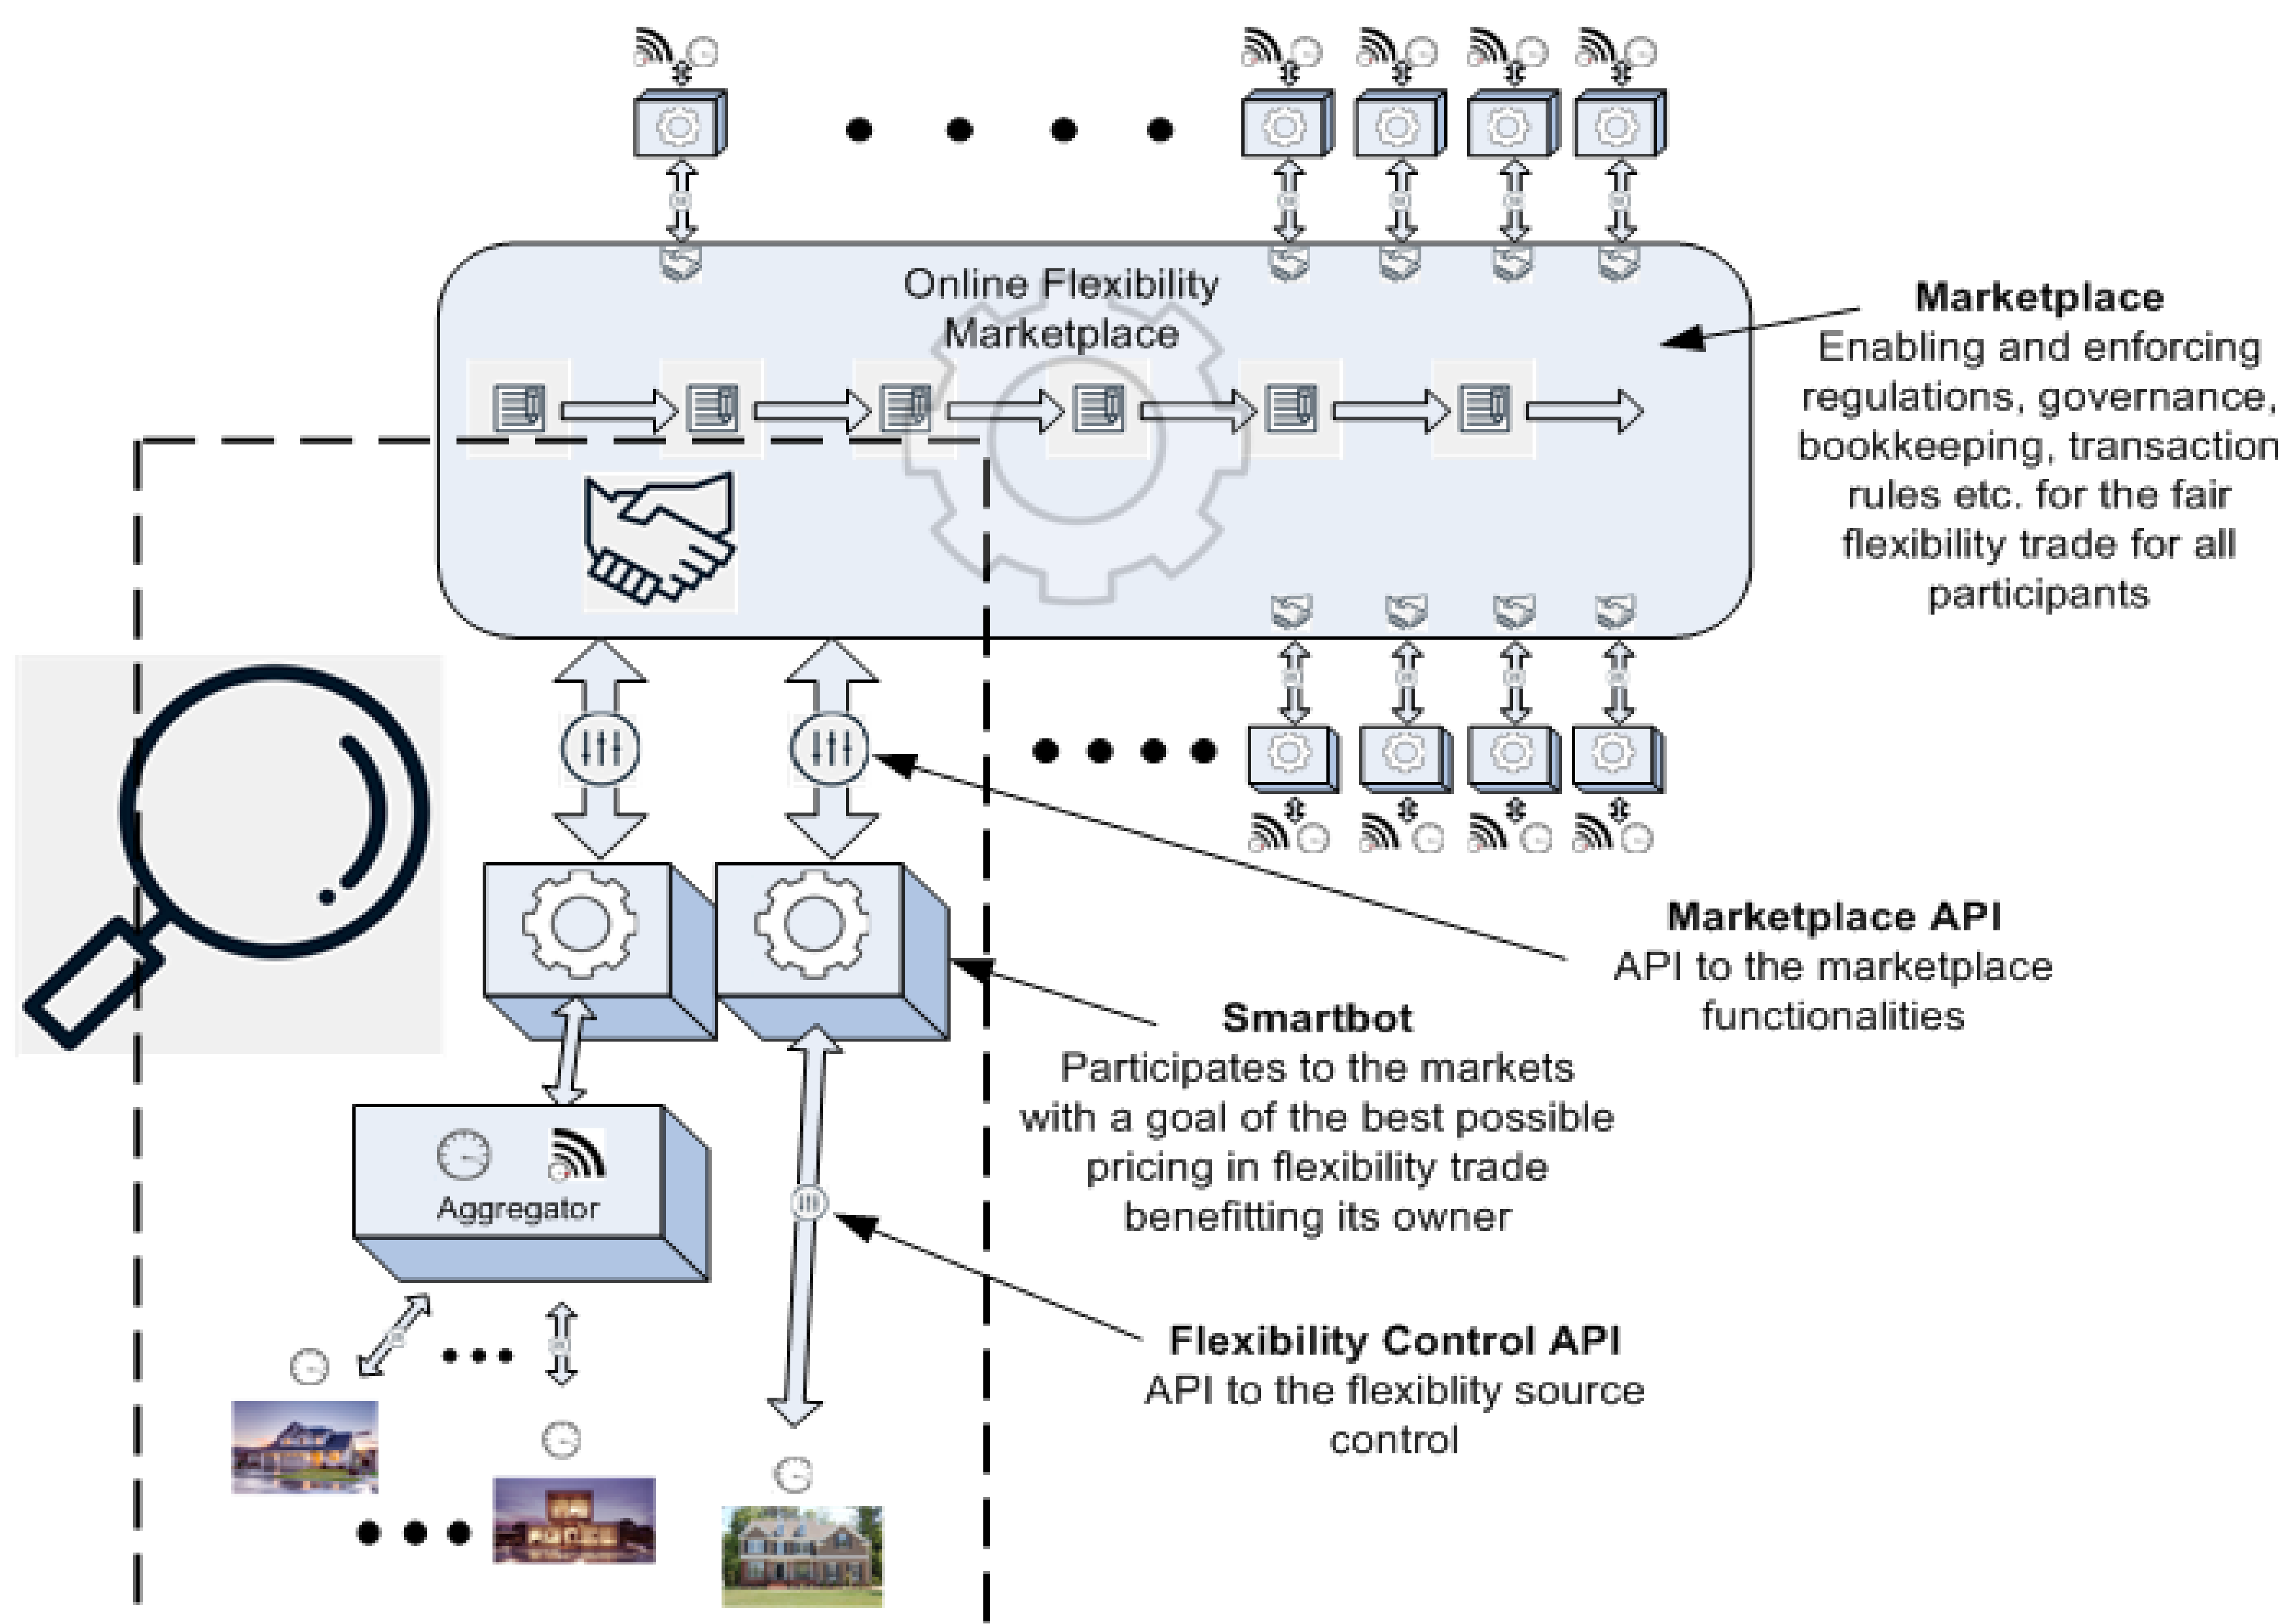 Online Flexibility
Marketplace
Marketplace
Enabling and enforcing
regulations, governance,
bookkeeping, transaction
rules etc. for the fair
flexibility trade for all
participants
Marketplace API
API to the marketplace
functionalities
Smartbot
Participates to the markets
with a goal of the best possible
pricing in flexibility trade
benefitting its owner
Aggregator
Flexibility Control API
API to the flexiblity source
control